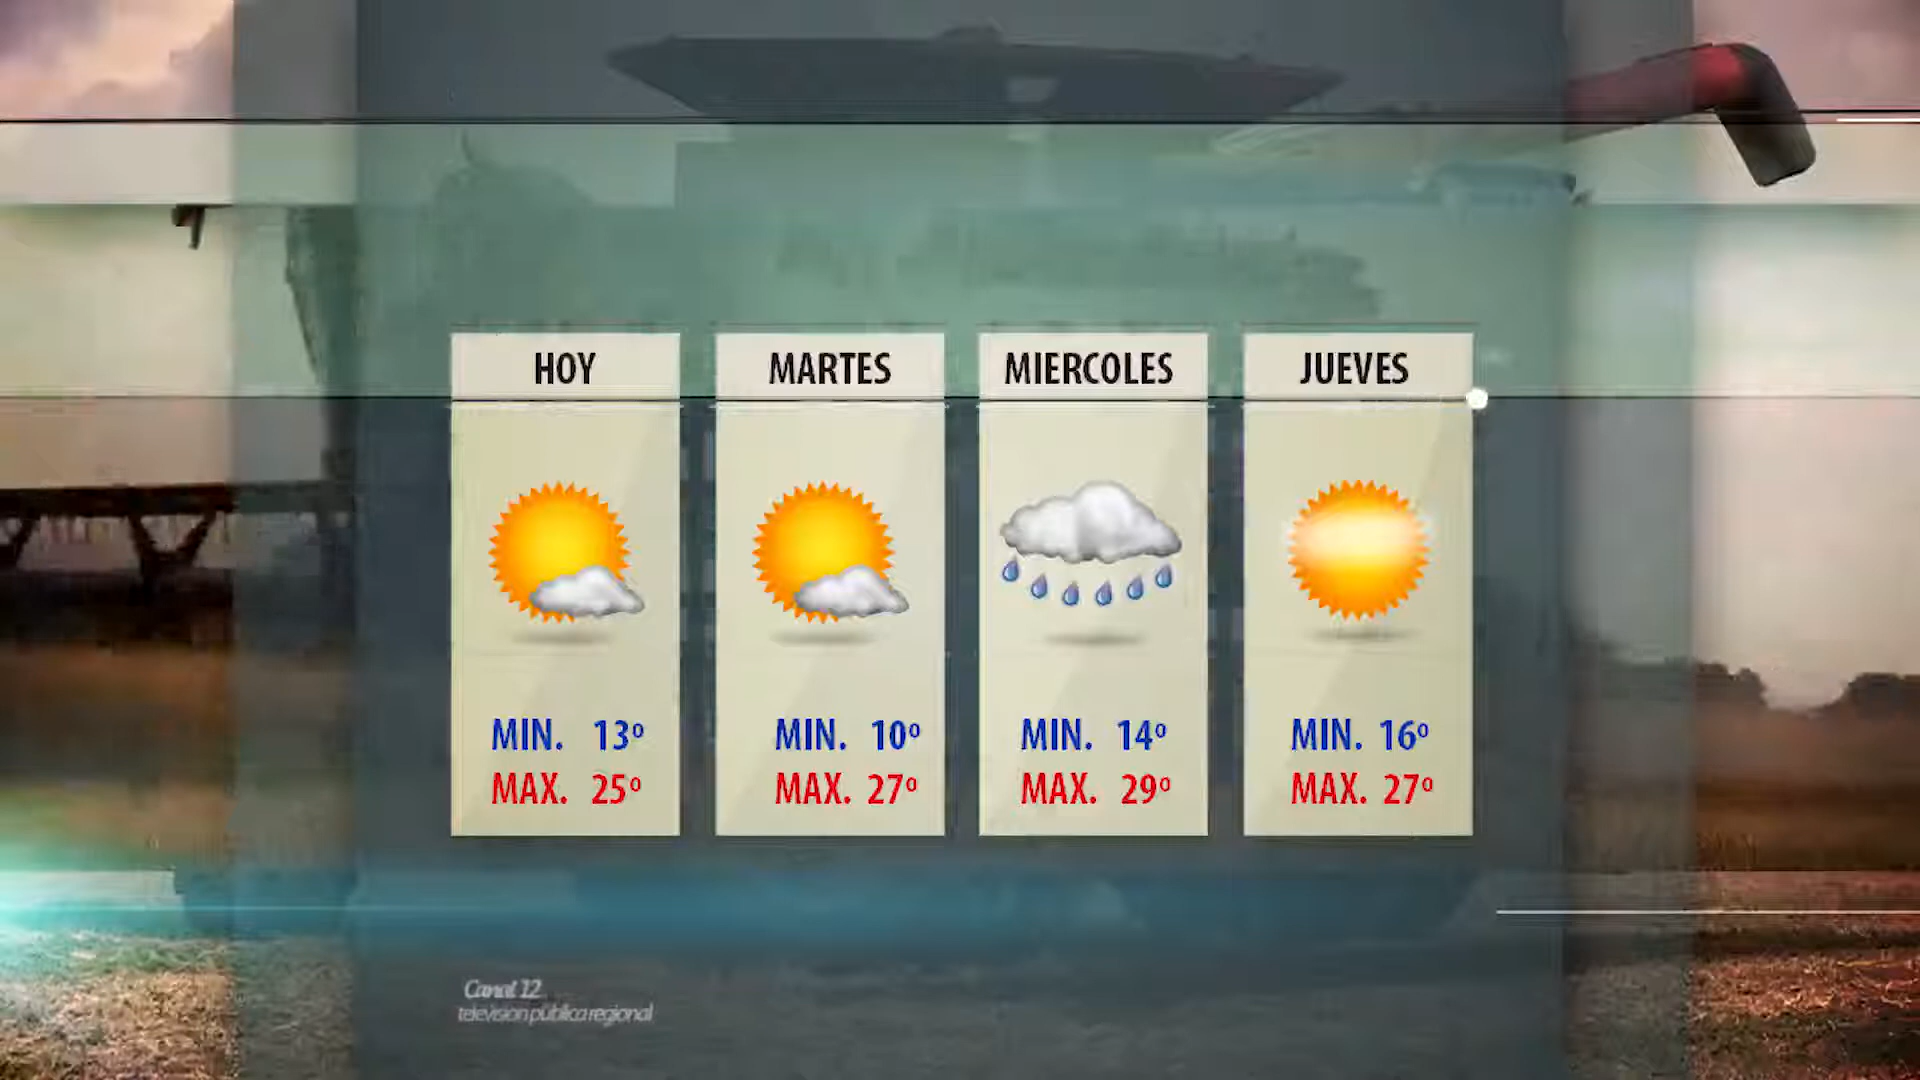 HOY
MIN. 13º
MAX. 25º
MARTES
MIN. 10º
MAX. 27º
MIERCOLES
MIN. 14º
MAX. 29º
JUEVES
MIN. 16º
MAX. 27º
Canal 12
television pública regional